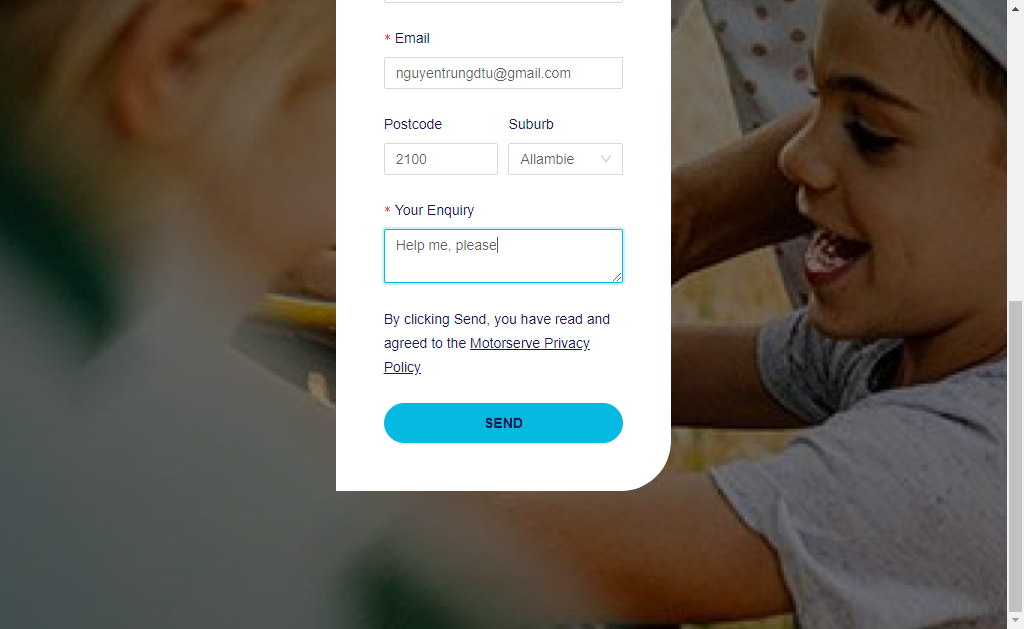 * Email
nguyentrungdtu@gmail.com
Postcode Suburb
2100 Allambie
* Your Enquiry
Help me, please
By clicking Send, you have read and
agreed to the Motorserve Privacy
Policy
SEND